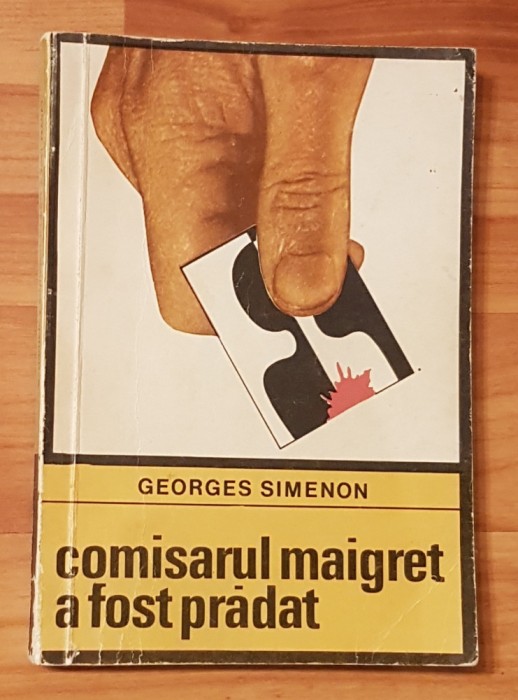 GEORGES SIMENON
comisarul maigret
a fost prădat